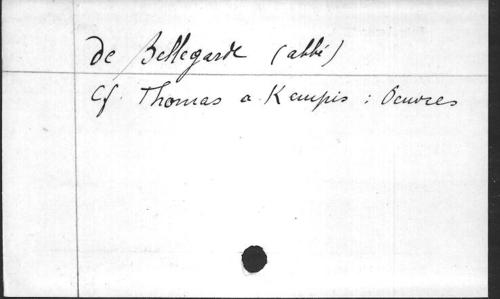 de Bellegarde (abbé)
Cf. Thomas a Kempis : Oeuvres